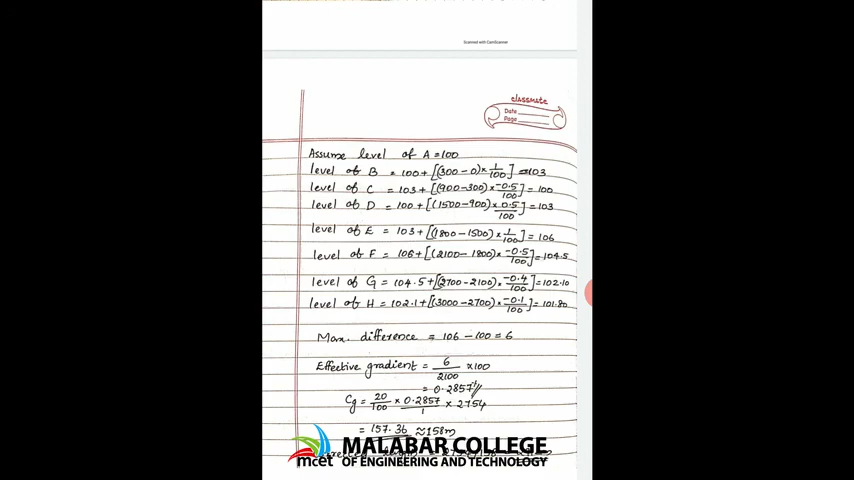 Scanned with CamScanner
classmate
Date
Page
Assume level of A = 100
level of B = 100 + [(300 - 0) × 1/100] = 103
level of C = 103 + [(900 - 300) × -0.5/100] = 100
level of D = 100 + [(1500 - 900) × 0.5/100] = 103
level of E = 103 + [(1800 - 1500) × 1/100] = 106
level of F = 106 + [(2100 - 1800) × -0.5/100] = 104.5
level of G = 104.5 + [(2700 - 2100) × -0.4/100] = 102.10
level of H = 102.1 + [(3000 - 2700) × -0.1/100] = 101.80
Max. difference = 106 - 100 = 6
Effective gradient = 6/2100 × 100
= 0.2857%
Cg = 20/100 × 0.2857/1 × 2754
= 157.36 ≈ 158m
mcet MALABAR COLLEGE
OF ENGINEERING AND TECHNOLOGY